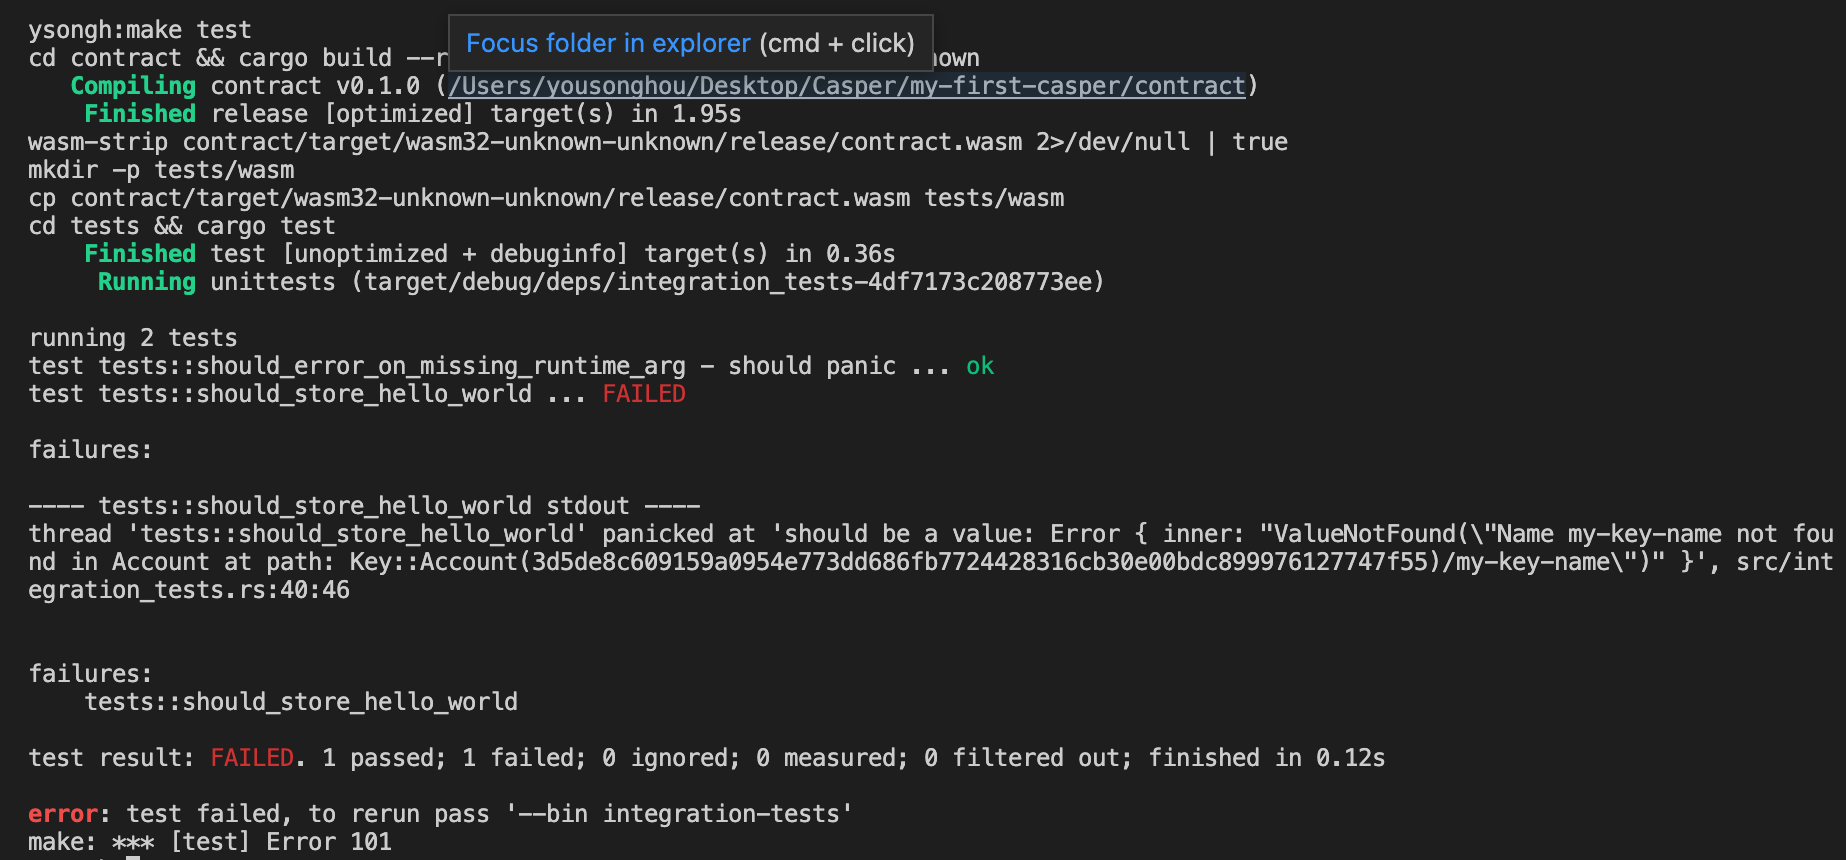 ysongh:make test
Focus folder in explorer (cmd + click)
cd contract && cargo build --r own
Compiling contract v0.1.0 (/Users/yousonghou/Desktop/Casper/my-first-casper/contract)
Finished release [optimized] target(s) in 1.95s
wasm-strip contract/target/wasm32-unknown-unknown/release/contract.wasm 2>/dev/null | true
mkdir -p tests/wasm
cp contract/target/wasm32-unknown-unknown/release/contract.wasm tests/wasm
cd tests && cargo test
Finished test [unoptimized + debuginfo] target(s) in 0.36s
Running unittests (target/debug/deps/integration_tests-4df7173c208773ee)
running 2 tests
test tests::should_error_on_missing_runtime_arg - should panic ... ok
test tests::should_store_hello_world ... FAILED
failures:
---- tests::should_store_hello_world stdout ----
thread 'tests::should_store_hello_world' panicked at 'should be a value: Error { inner: "ValueNotFound(\"Name my-key-name not fou
nd in Account at path: Key::Account(3d5de8c609159a0954e773dd686fb7724428316cb30e00bdc899976127747f55)/my-key-name\")" }', src/int
egration_tests.rs:40:46
failures:
tests::should_store_hello_world
test result: FAILED. 1 passed; 1 failed; 0 ignored; 0 measured; 0 filtered out; finished in 0.12s
error: test failed, to rerun pass '--bin integration-tests'
make: *** [test] Error 101